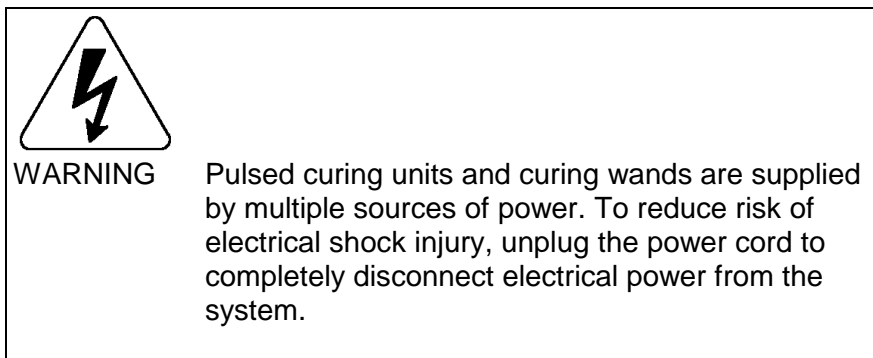 WARNING Pulsed curing units and curing wands are supplied
by multiple sources of power. To reduce risk of
electrical shock injury, unplug the power cord to
completely disconnect electrical power from the
system.